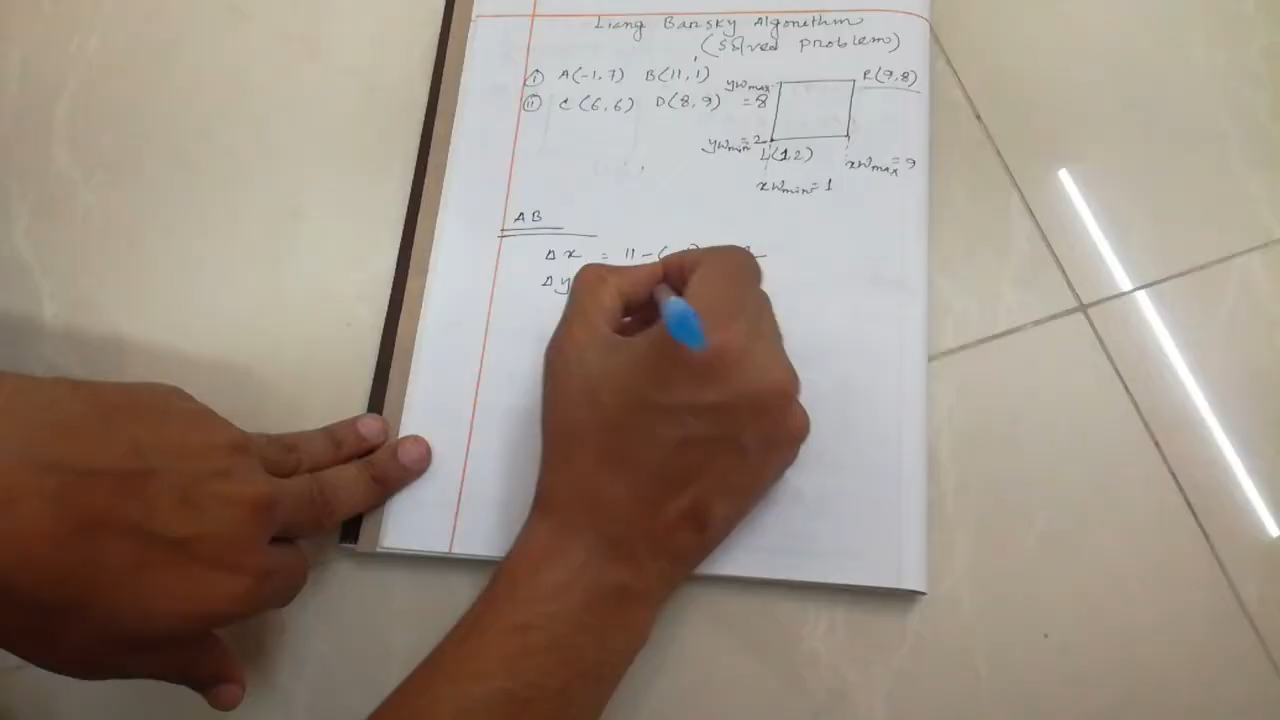 Liang Barsky Algorithm
(Solved problem)
i A(-1,7) B(11,1)
ii C(6,6) D(8,9)
R(9,8)
ywmax = 8
ywmin = 2
L(1,2)
xwmax = 9
xwmin = 1
AB
Δx = 11 - (
Δy